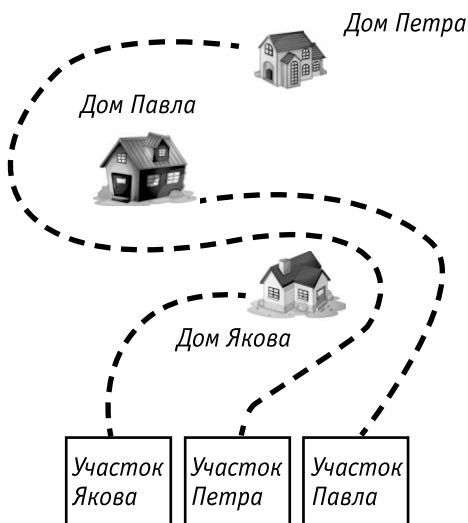 Дом Петра
Дом Павла
Дом Якова
Участок
Якова
Участок
Петра
Участок
Павла